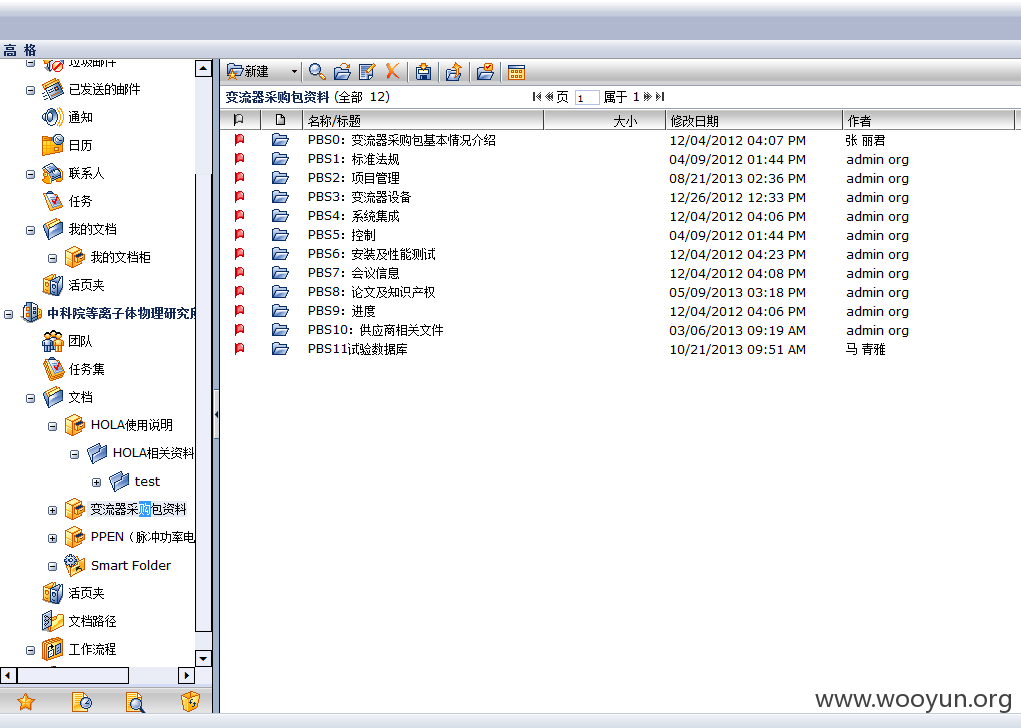 高 格
垃圾邮件
已发送的邮件
通知
日历
联系人
任务
我的文档
我的文档柜
活页夹
中科院等离子体物理研究所
团队
任务集
文档
HOLA使用说明
HOLA相关资料
test
变流器采购包资料
PPEN（脉冲功率电
Smart Folder
活页夹
文档路径
工作流程
新建
变流器采购包资料 (全部 12)
页 1 属于 1
名称/标题 大小 修改日期 作者
PBS0：变流器采购包基本情况介绍 12/04/2012 04:07 PM 张 丽君
PBS1：标准法规 04/09/2012 01:44 PM admin org
PBS2：项目管理 08/21/2013 02:36 PM admin org
PBS3：变流器设备 12/26/2012 12:33 PM admin org
PBS4：系统集成 12/04/2012 04:06 PM admin org
PBS5：控制 04/09/2012 01:44 PM admin org
PBS6：安装及性能测试 12/04/2012 04:23 PM admin org
PBS7：会议信息 12/04/2012 04:08 PM admin org
PBS8：论文及知识产权 05/09/2013 03:18 PM admin org
PBS9：进度 12/04/2012 04:06 PM admin org
PBS10：供应商相关文件 03/06/2013 09:19 AM admin org
PBS11试验数据库 10/21/2013 09:51 AM 马 青雅
www.wooyun.org